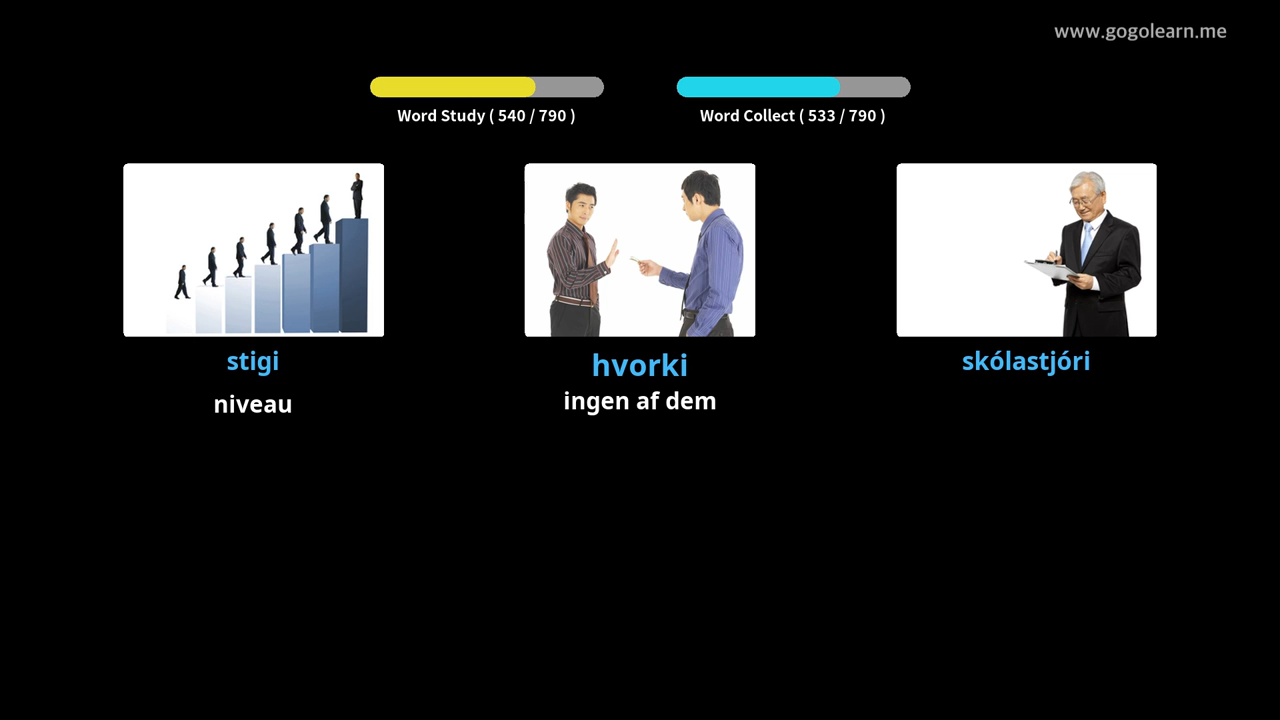 www.gogolearn.me
Word Study ( 540 / 790 )
Word Collect ( 533 / 790 )
stigi
hvorki
skólastjóri
niveau
ingen af dem